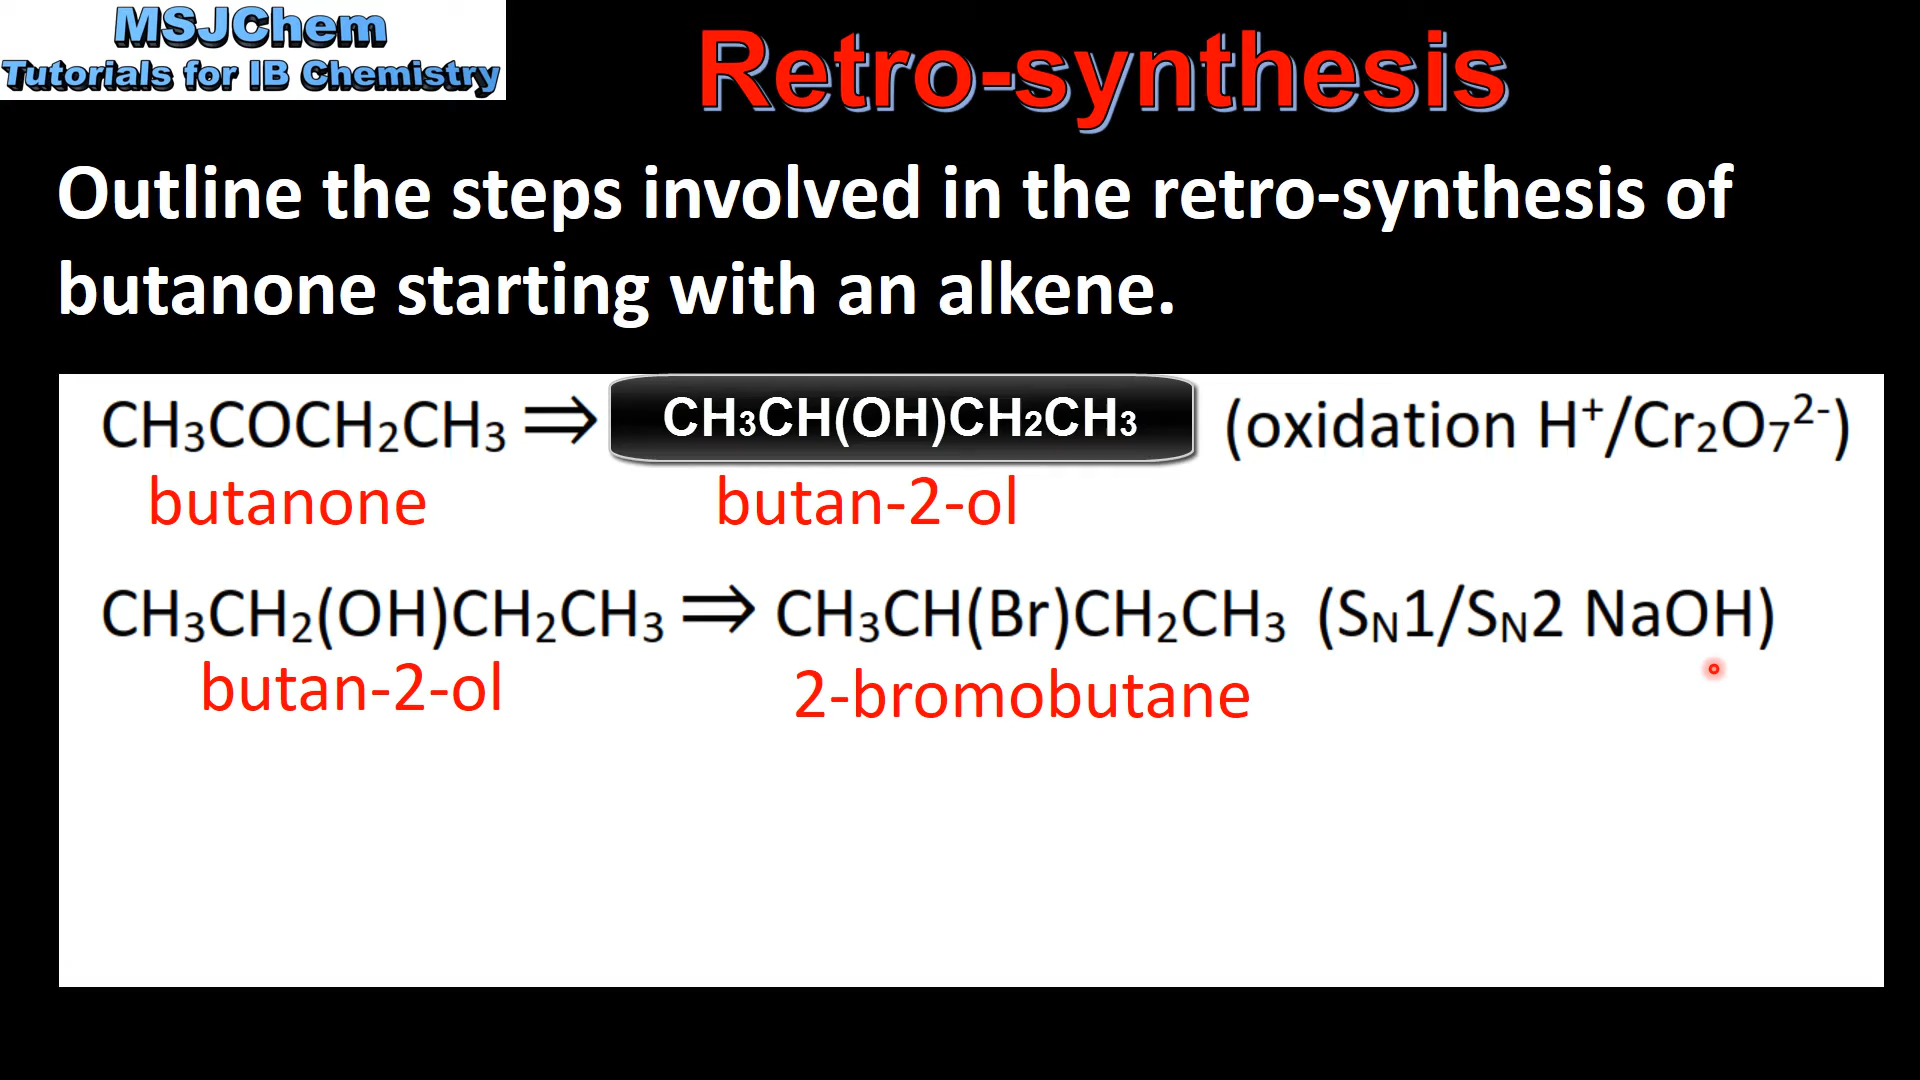 MSJChem
Tutorials for IB Chemistry
Retro-synthesis
Outline the steps involved in the retro-synthesis of
butanone starting with an alkene.
CH₃COCH₂CH₃ ⇒ CH₃CH(OH)CH₂CH₃ (oxidation H⁺/Cr₂O₇²⁻)
butanone butan-2-ol
CH₃CH₂(OH)CH₂CH₃ ⇒ CH₃CH(Br)CH₂CH₃ (Sₙ1/Sₙ2 NaOH)
butan-2-ol 2-bromobutane